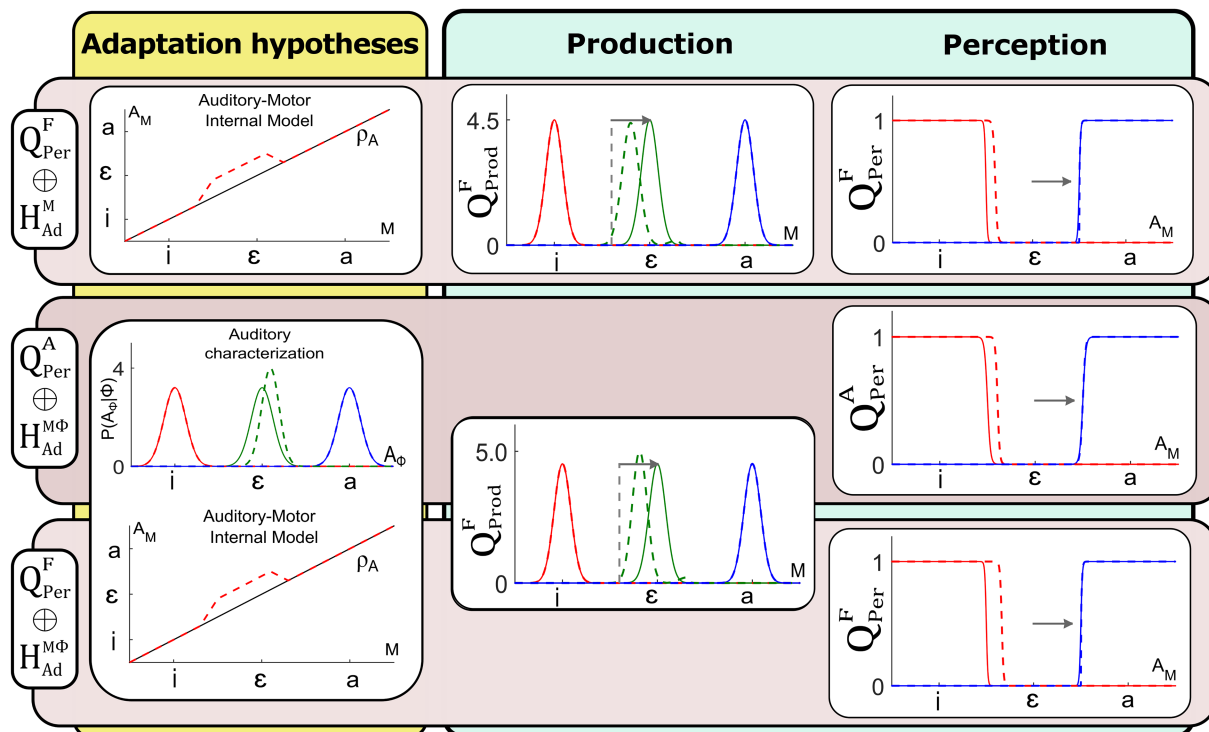 Adaptation hypotheses
Production
Perception
Q^F_Per
⊕
H^M_Ad
A_M
Auditory-Motor
Internal Model
a
ε
i
ρ_A
M
i ε a
Q^F_Prod
4.5
0
M
i ε a
Q^F_Per
1
0
A_M
i ε a
Q^A_Per
⊕
H^MΦ_Ad
Auditory
characterization
P(A_Φ|Φ)
4
0
A_Φ
i ε a
Q^A_Per
1
0
A_M
i ε a
Q^F_Prod
5.0
0
M
i ε a
Q^F_Per
⊕
H^MΦ_Ad
A_M
Auditory-Motor
Internal Model
a
ε
i
ρ_A
M
i ε a
Q^F_Per
1
0
A_M
i ε a